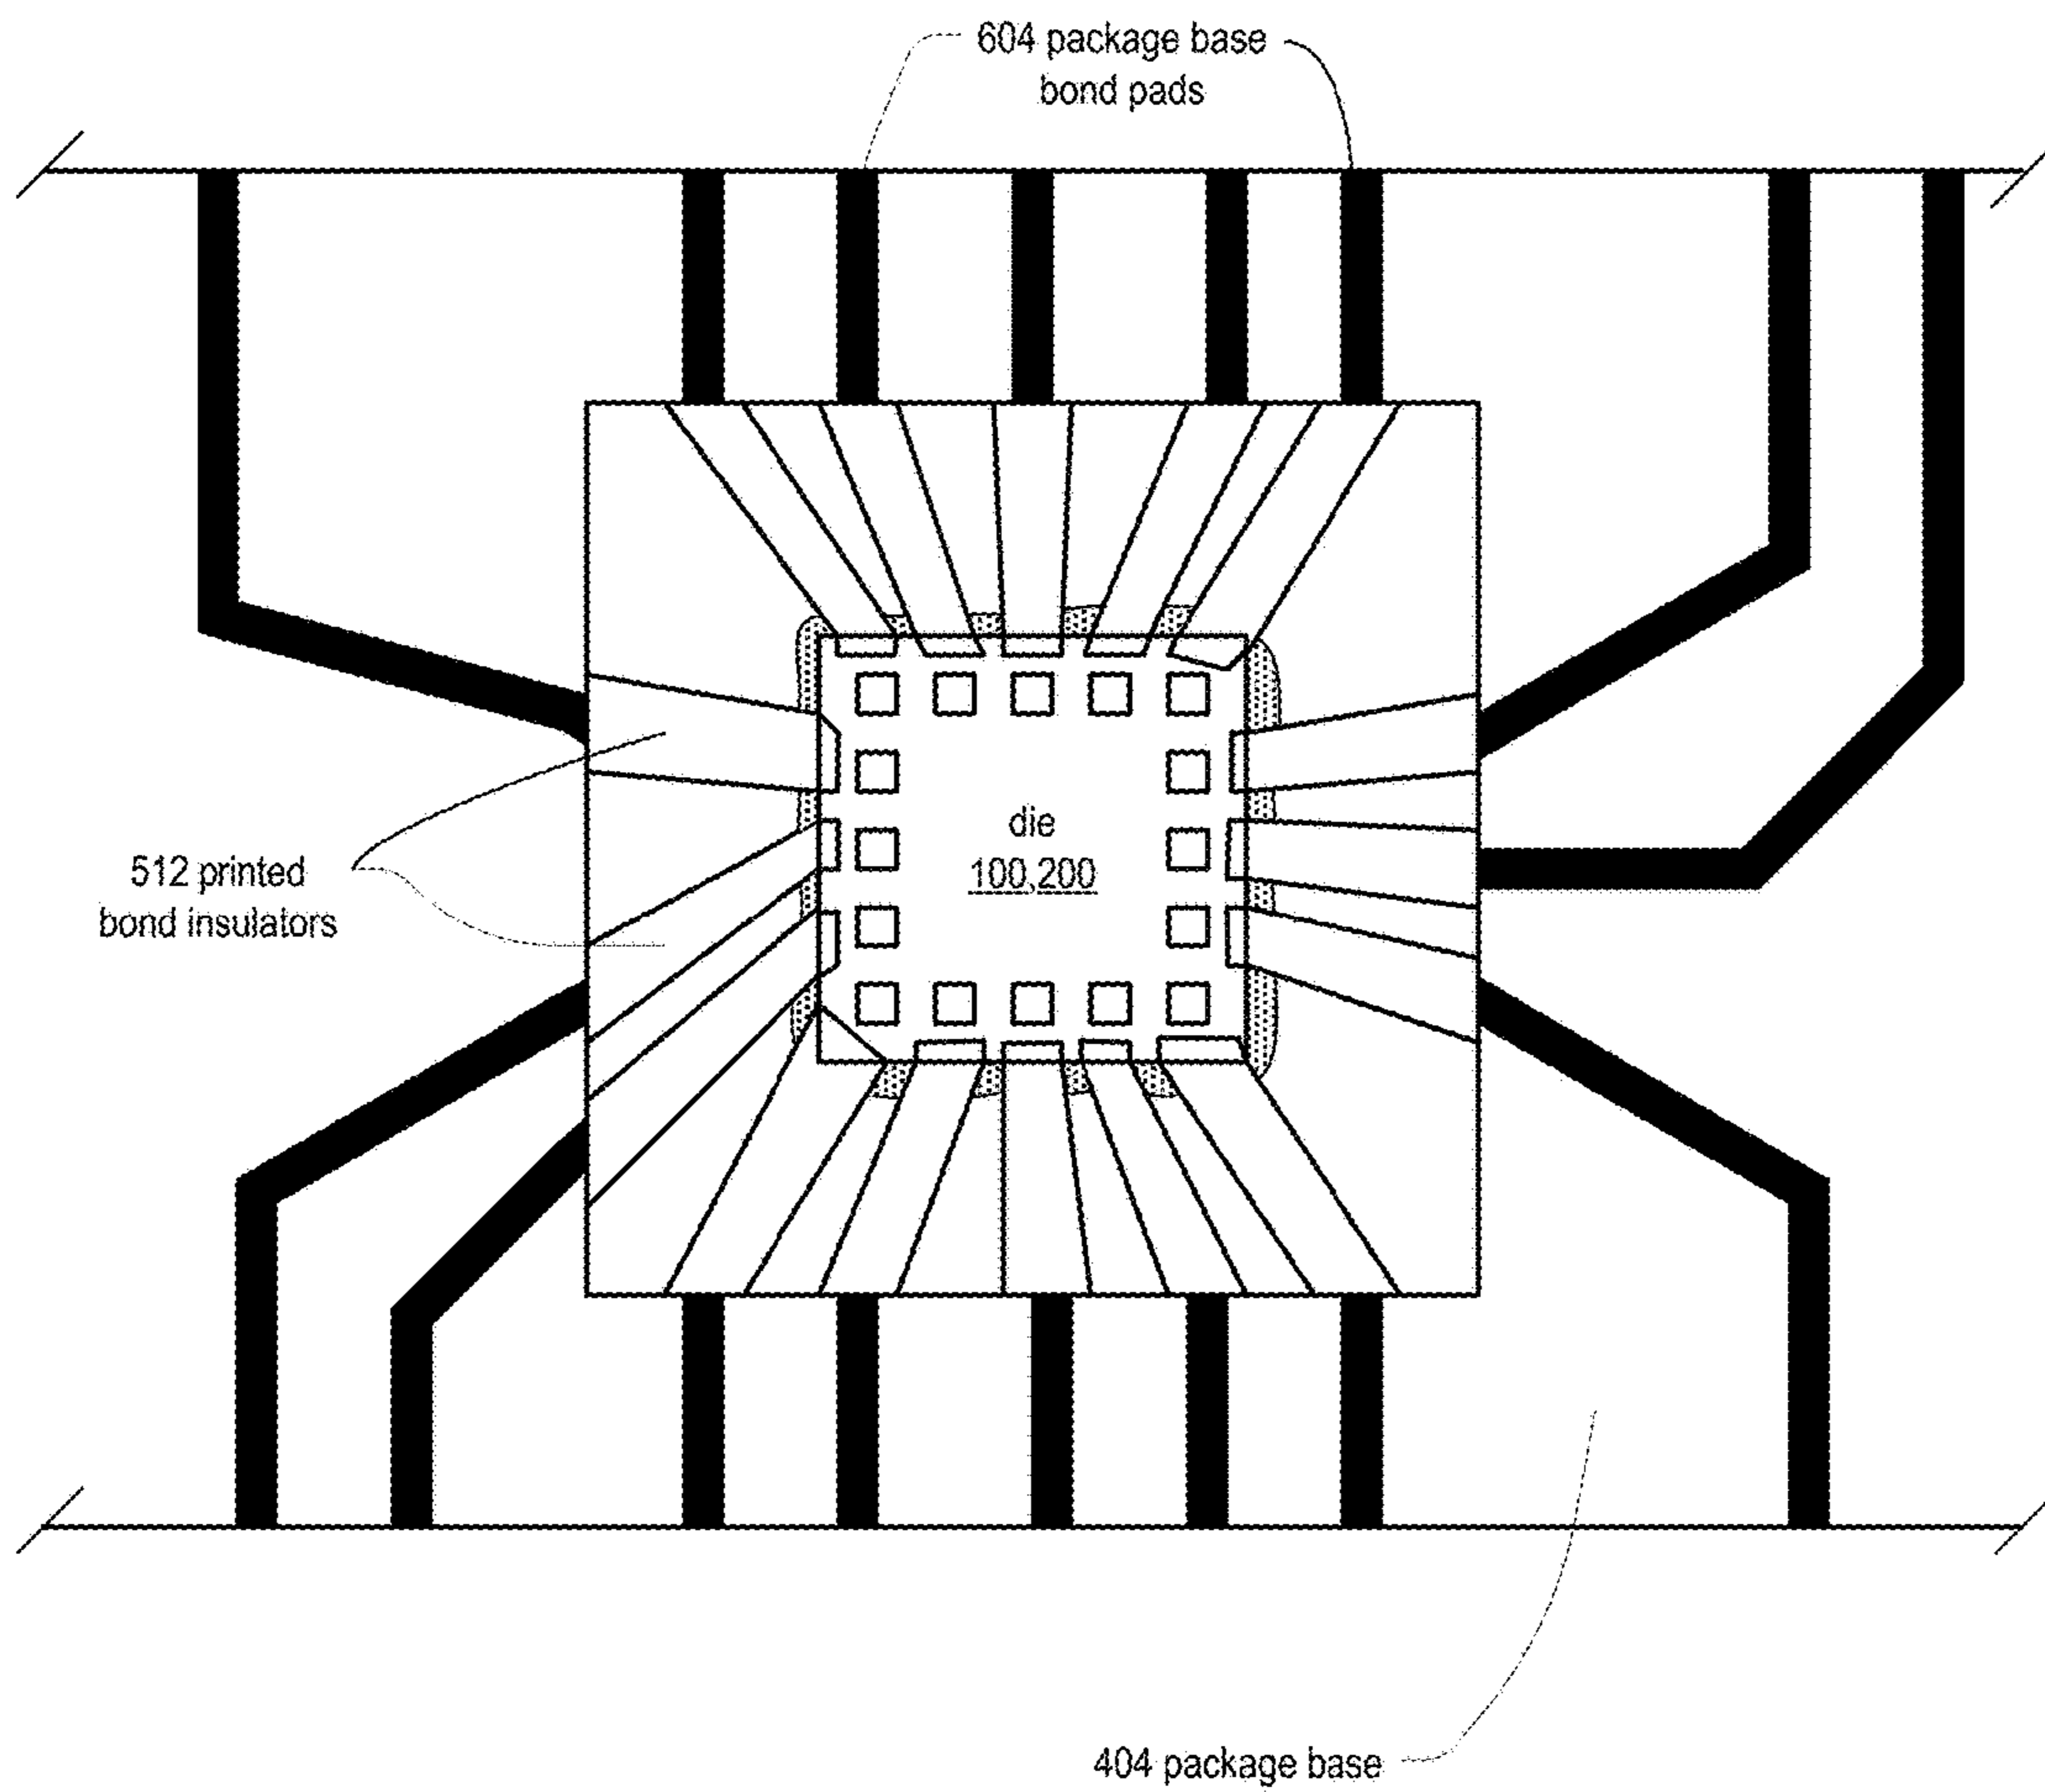 604 package base
bond pads
die
100,200
512 printed
bond insulators
404 package base